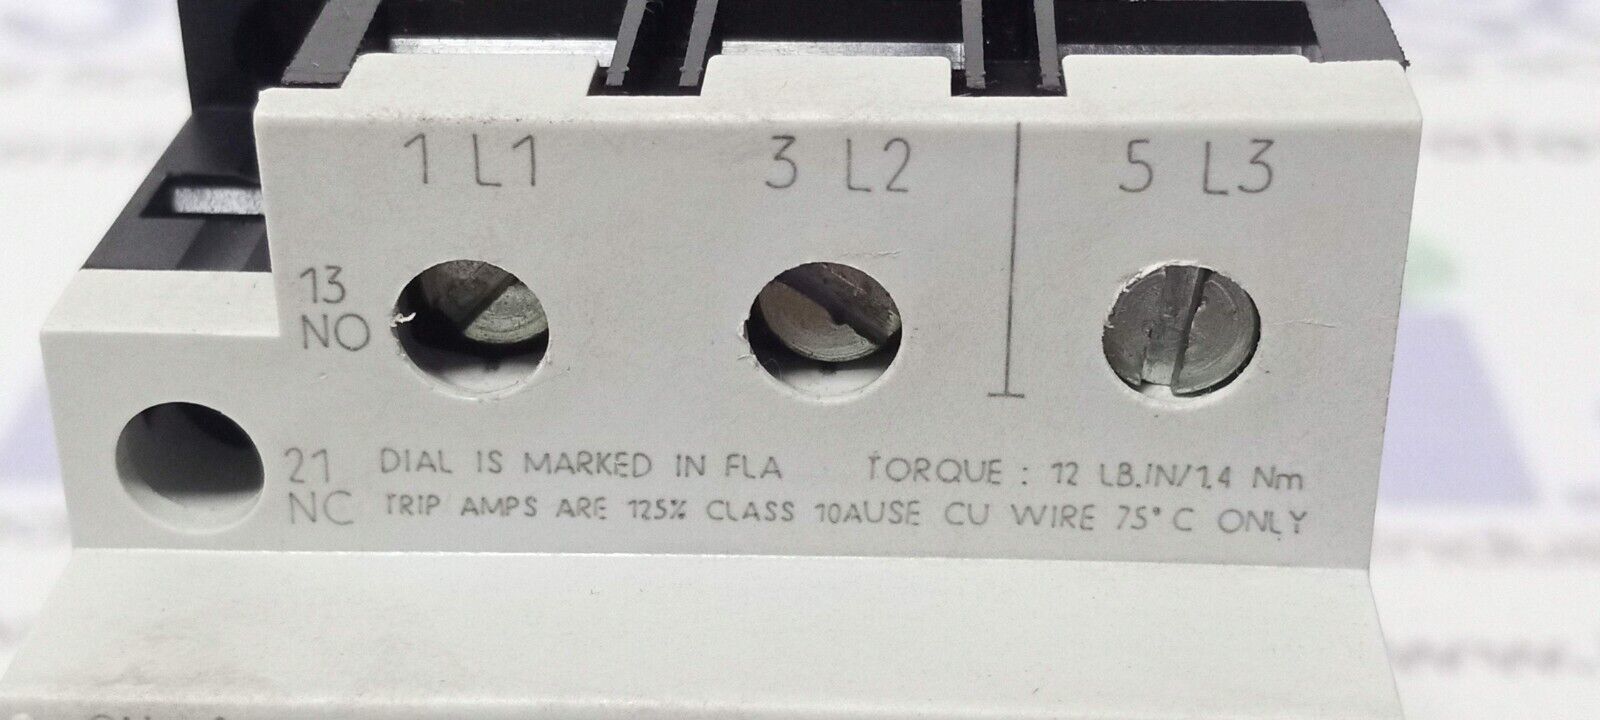 1 L1 3 L2 5 L3
13
NO
21
NC
DIAL IS MARKED IN FLA TORQUE : 12 LB.IN/1.4 Nm
TRIP AMPS ARE 125% CLASS 10AUSE CU WIRE 75°C ONLY